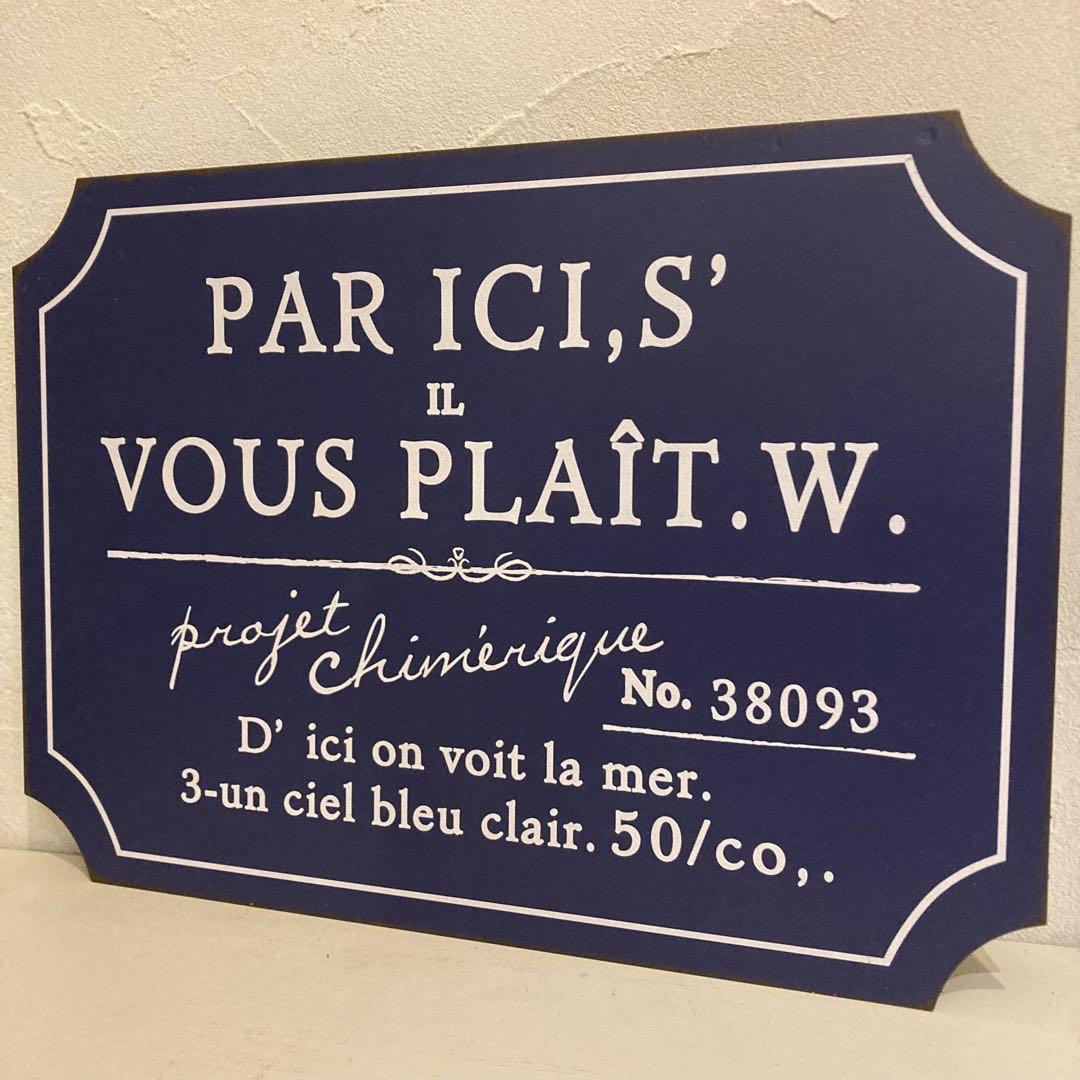 PAR ICI,S'
IL
VOUS PLAÎT.W.
projet chimérique
No. 38093
D' ici on voit la mer.
3-un ciel bleu clair. 50/co,.